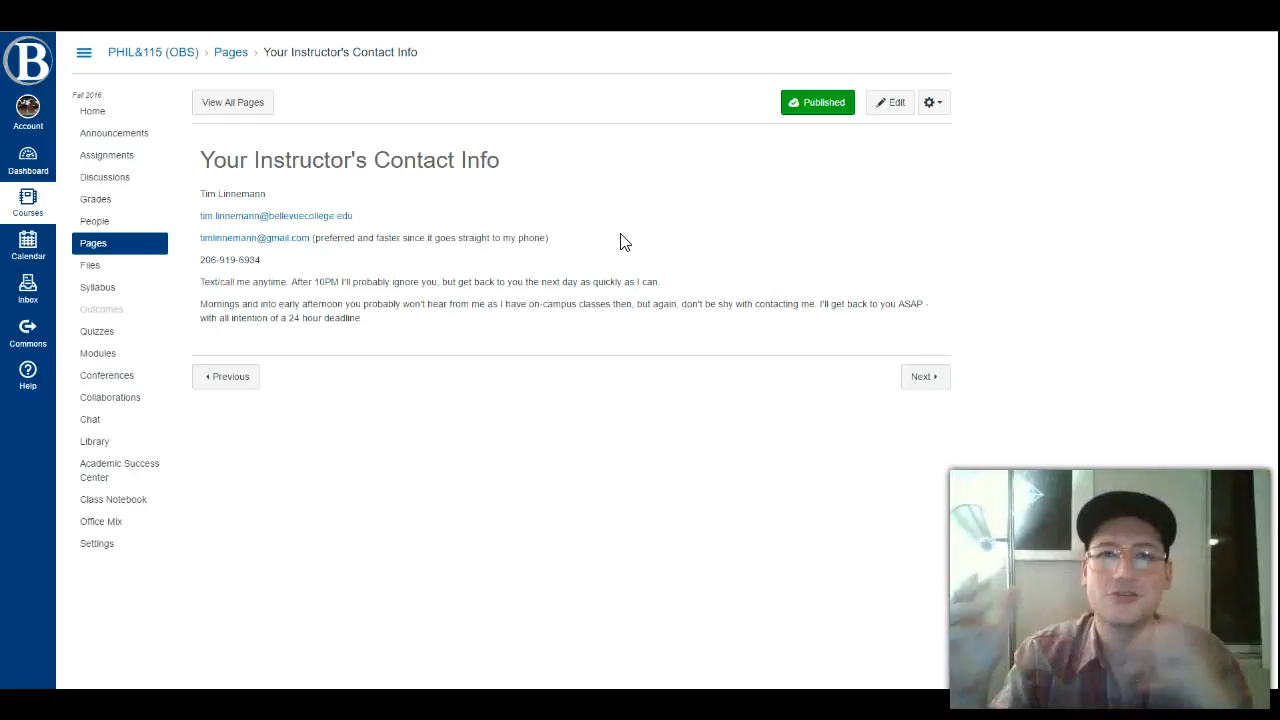 B
PHIL&115 (OBS) › Pages › Your Instructor's Contact Info
Fall 2016
Home
Announcements
Assignments
Discussions
Grades
People
Pages
Files
Syllabus
Outcomes
Quizzes
Modules
Conferences
Collaborations
Chat
Library
Academic Success
Center
Class Notebook
Office Mix
Settings
Account
Dashboard
Courses
Calendar
Inbox
Commons
Help
View All Pages
Published
Edit
Your Instructor's Contact Info
Tim Linnemann
tim.linnemann@bellevuecollege.edu
timlinnemann@gmail.com (preferred and faster since it goes straight to my phone)
206-919-6934
Text/call me anytime. After 10PM I'll probably ignore you, but get back to you the next day as quickly as I can.
Mornings and into early afternoon you probably won't hear from me as I have on-campus classes then, but again, don't be shy with contacting me. I'll get back to you ASAP -
with all intention of a 24 hour deadline.
Previous
Next